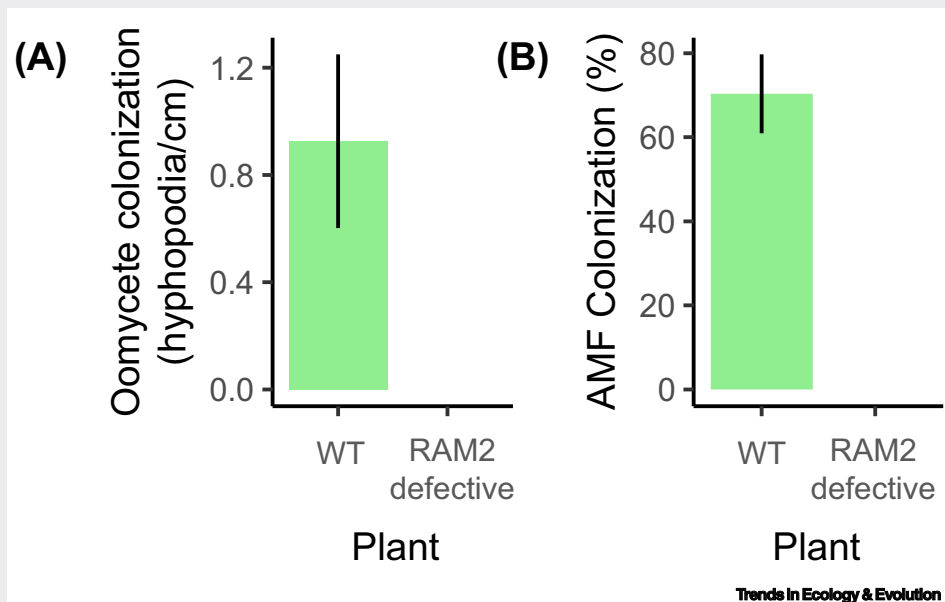 (A)
Oomycete colonization
(hyphopodia/cm)
1.2
0.8
0.4
0.0
WT
RAM2
defective
Plant
(B)
AMF Colonization (%)
80
60
40
20
0
WT
RAM2
defective
Plant
Trends in Ecology & Evolution